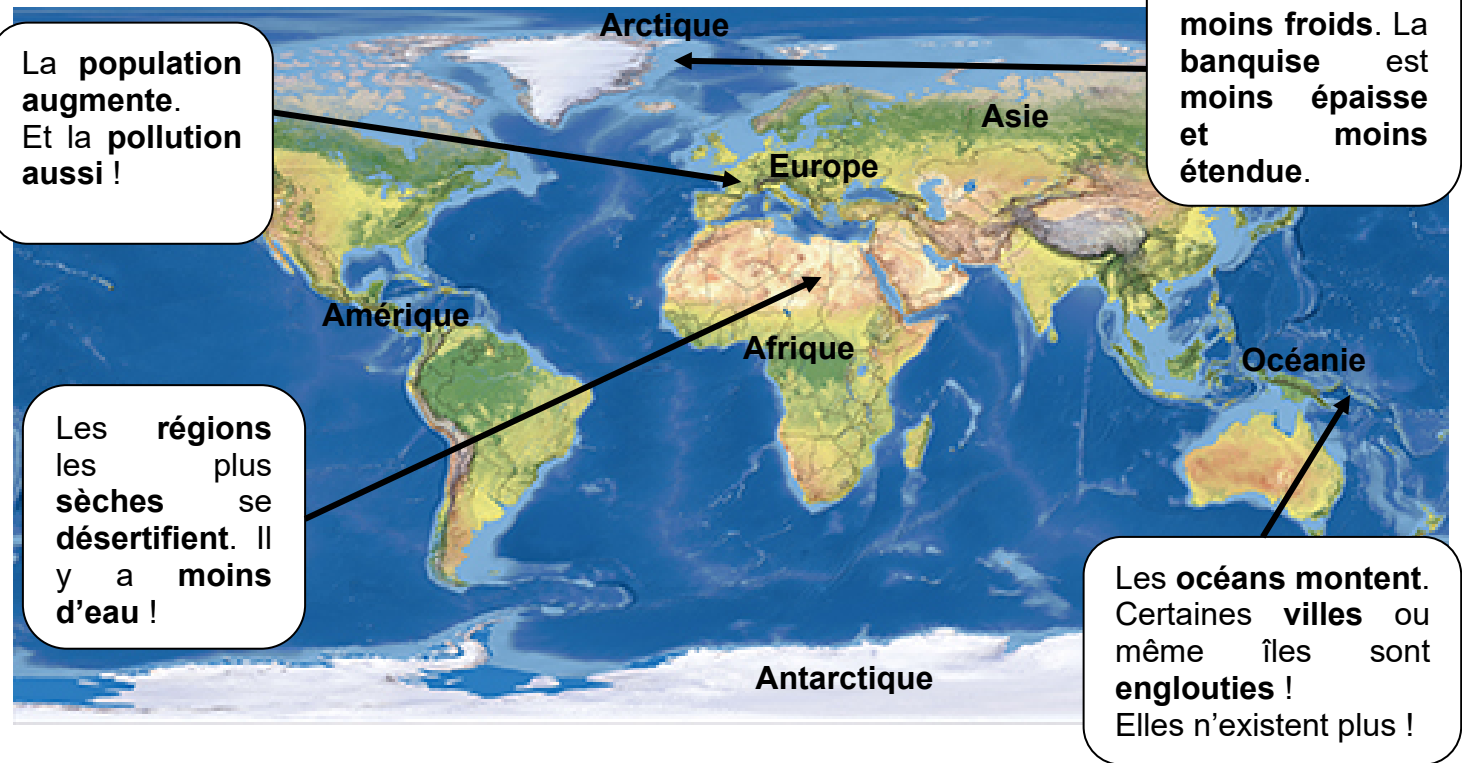 Arctique
moins froids. La
banquise est
moins épaisse
et moins
étendue.
La population
augmente.
Et la pollution
aussi !
Asie
Europe
Amérique
Afrique
Océanie
Les régions
les plus
sèches se
désertifient. Il
y a moins
d’eau !
Les océans montent.
Certaines villes ou
même îles sont
englouties !
Elles n’existent plus !
Antarctique